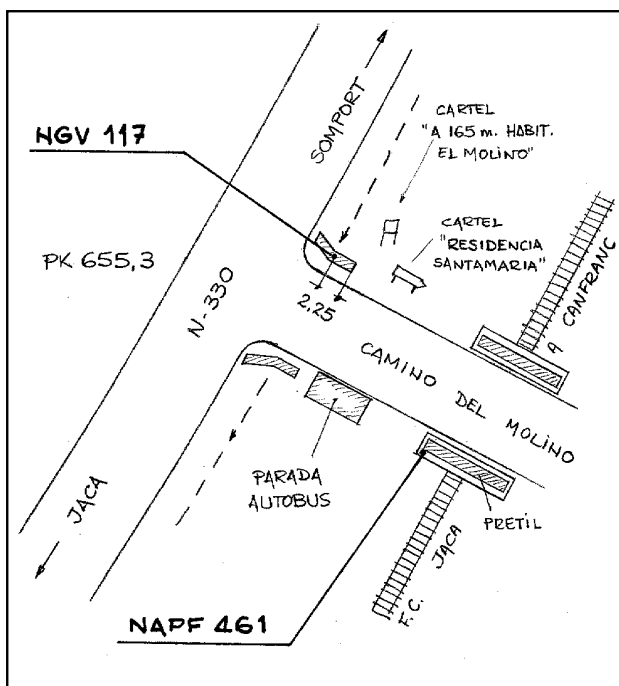 SOMPORT
CARTEL
"A 165 m. HABIT.
EL MOLINO"
NGV 117
CARTEL
"RESIDENCIA
SANTAMARIA"
PK 655,3
N-330
2,25
A CANFRANC
CAMINO DEL MOLINO
PARADA
AUTOBUS
JACA
PRETIL
F.C. JACA
NAPF 461